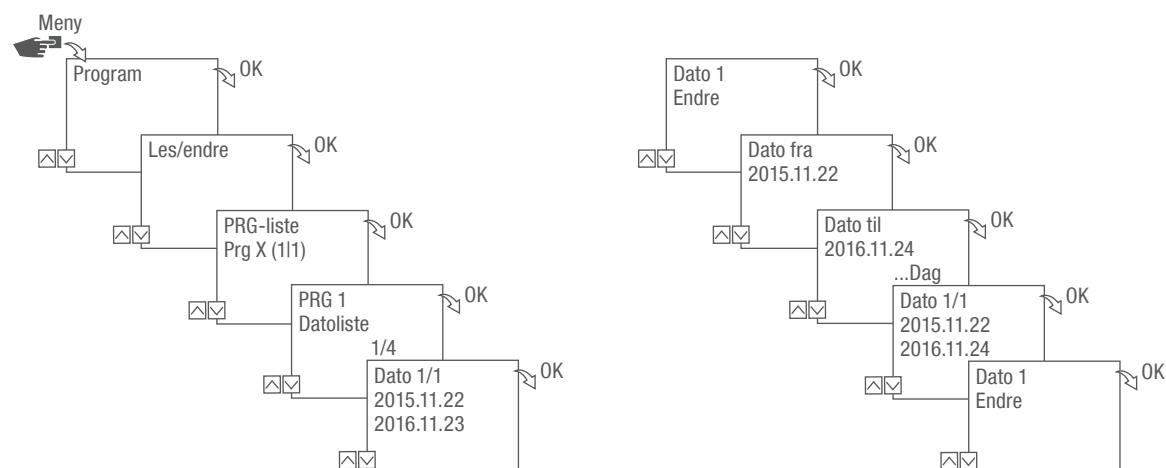 Meny
Program
OK
Les/endre
OK
PRG-liste
Prg X (1|1)
OK
PRG 1
Datoliste
OK
1/4
Dato 1/1
2015.11.22
2016.11.23
OK
Dato 1
Endre
OK
Dato fra
2015.11.22
OK
Dato til
2016.11.24
OK
...Dag
Dato 1/1
2015.11.22
2016.11.24
OK
Dato 1
Endre
OK